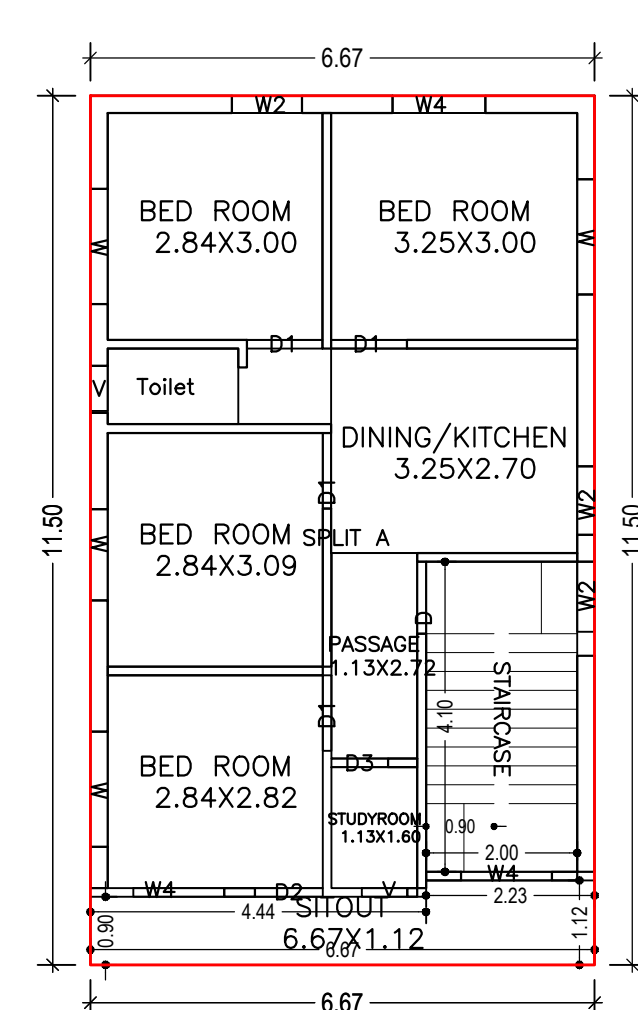 6.67
W2
W4
BED ROOM
2.84X3.00
BED ROOM
3.25X3.00
W
W
D1
D1
V
Toilet
DINING/KITCHEN
3.25X2.70
11.50
11.50
D1
W2
W
BED ROOM
2.84X3.09
SPLIT A
W2
D
PASSAGE
1.13X2.72
STAIRCASE
4.10
D1
D3
W
BED ROOM
2.84X2.82
STUDYROOM
1.13X1.60
0.90
2.00
W4
W4
D2
V
2.23
SITOUT
4.44
0.90
1.12
6.67X1.12
6.67
6.67